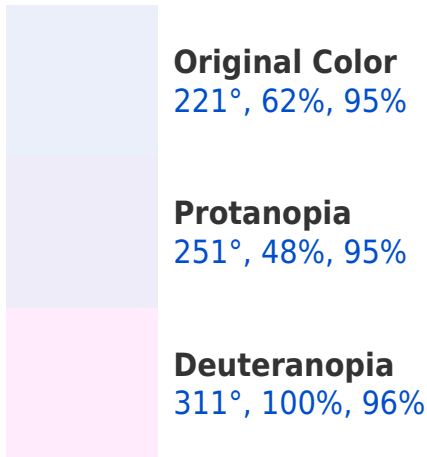 Original Color
221°, 62%, 95%
Protanopia
251°, 48%, 95%
Deuteranopia
311°, 100%, 96%